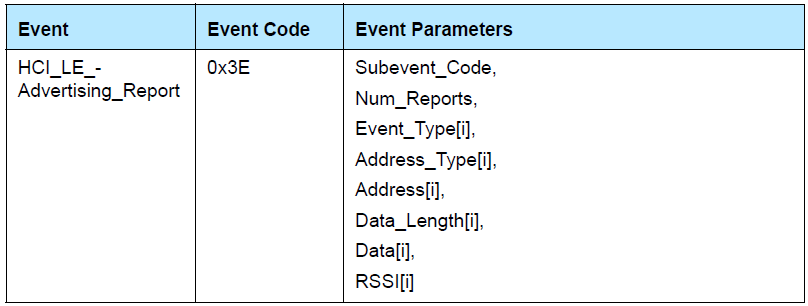 Event Event Code Event Parameters
HCI_LE_- 0x3E Subevent_Code,
Advertising_Report
Num_Reports,
Event_Type[i],
Address_Type[i],
Address[i],
Data_Length[i],
Data[i],
RSSI[i]